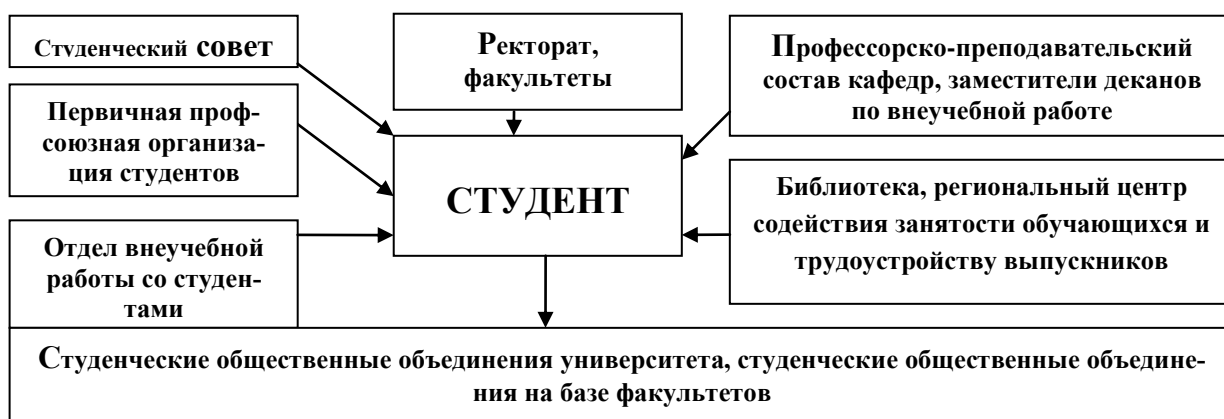 Студенческий совет
Ректорат,
факультеты
Профессорско-преподавательский
состав кафедр, заместители деканов
по внеучебной работе
Первичная проф-
союзная организа-
ция студентов
СТУДЕНТ
Библиотека, региональный центр
содействия занятости обучающихся и
трудоустройству выпускников
Отдел внеучебной
работы со студен-
тами
Студенческие общественные объединения университета, студенческие общественные объедине-
ния на базе факультетов